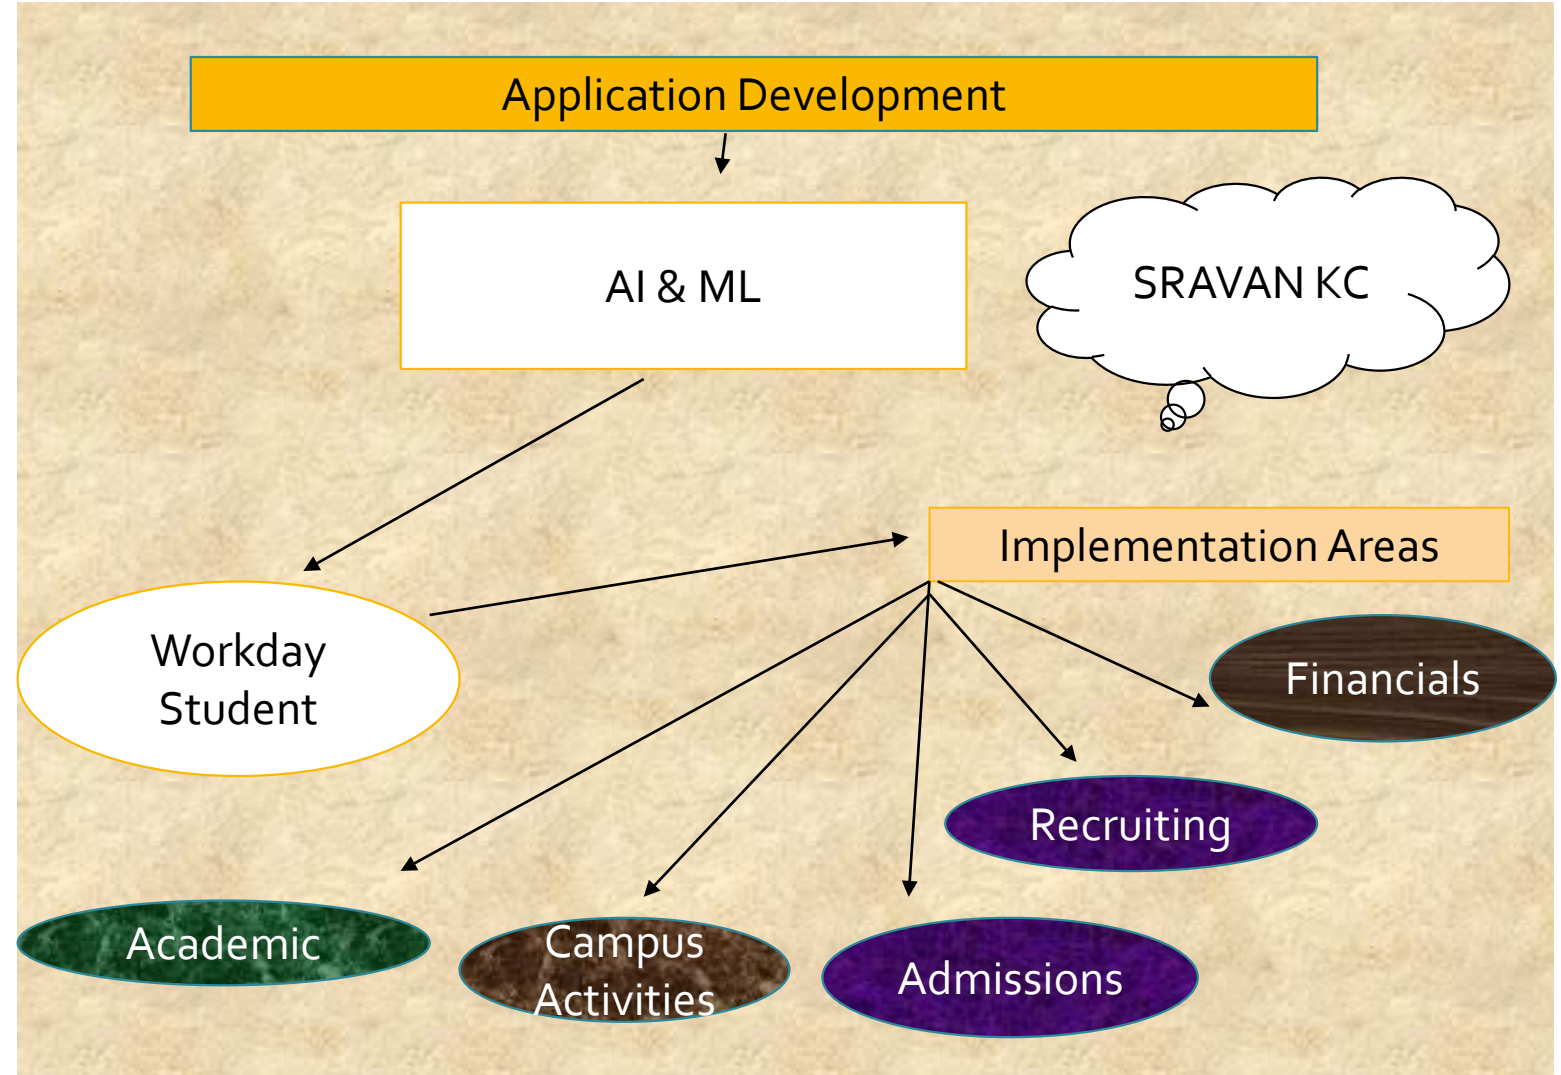 Application Development
AI & ML
SRAVAN KC
Implementation Areas
Workday
Student
Financials
Recruiting
Academic
Campus
Activities
Admissions